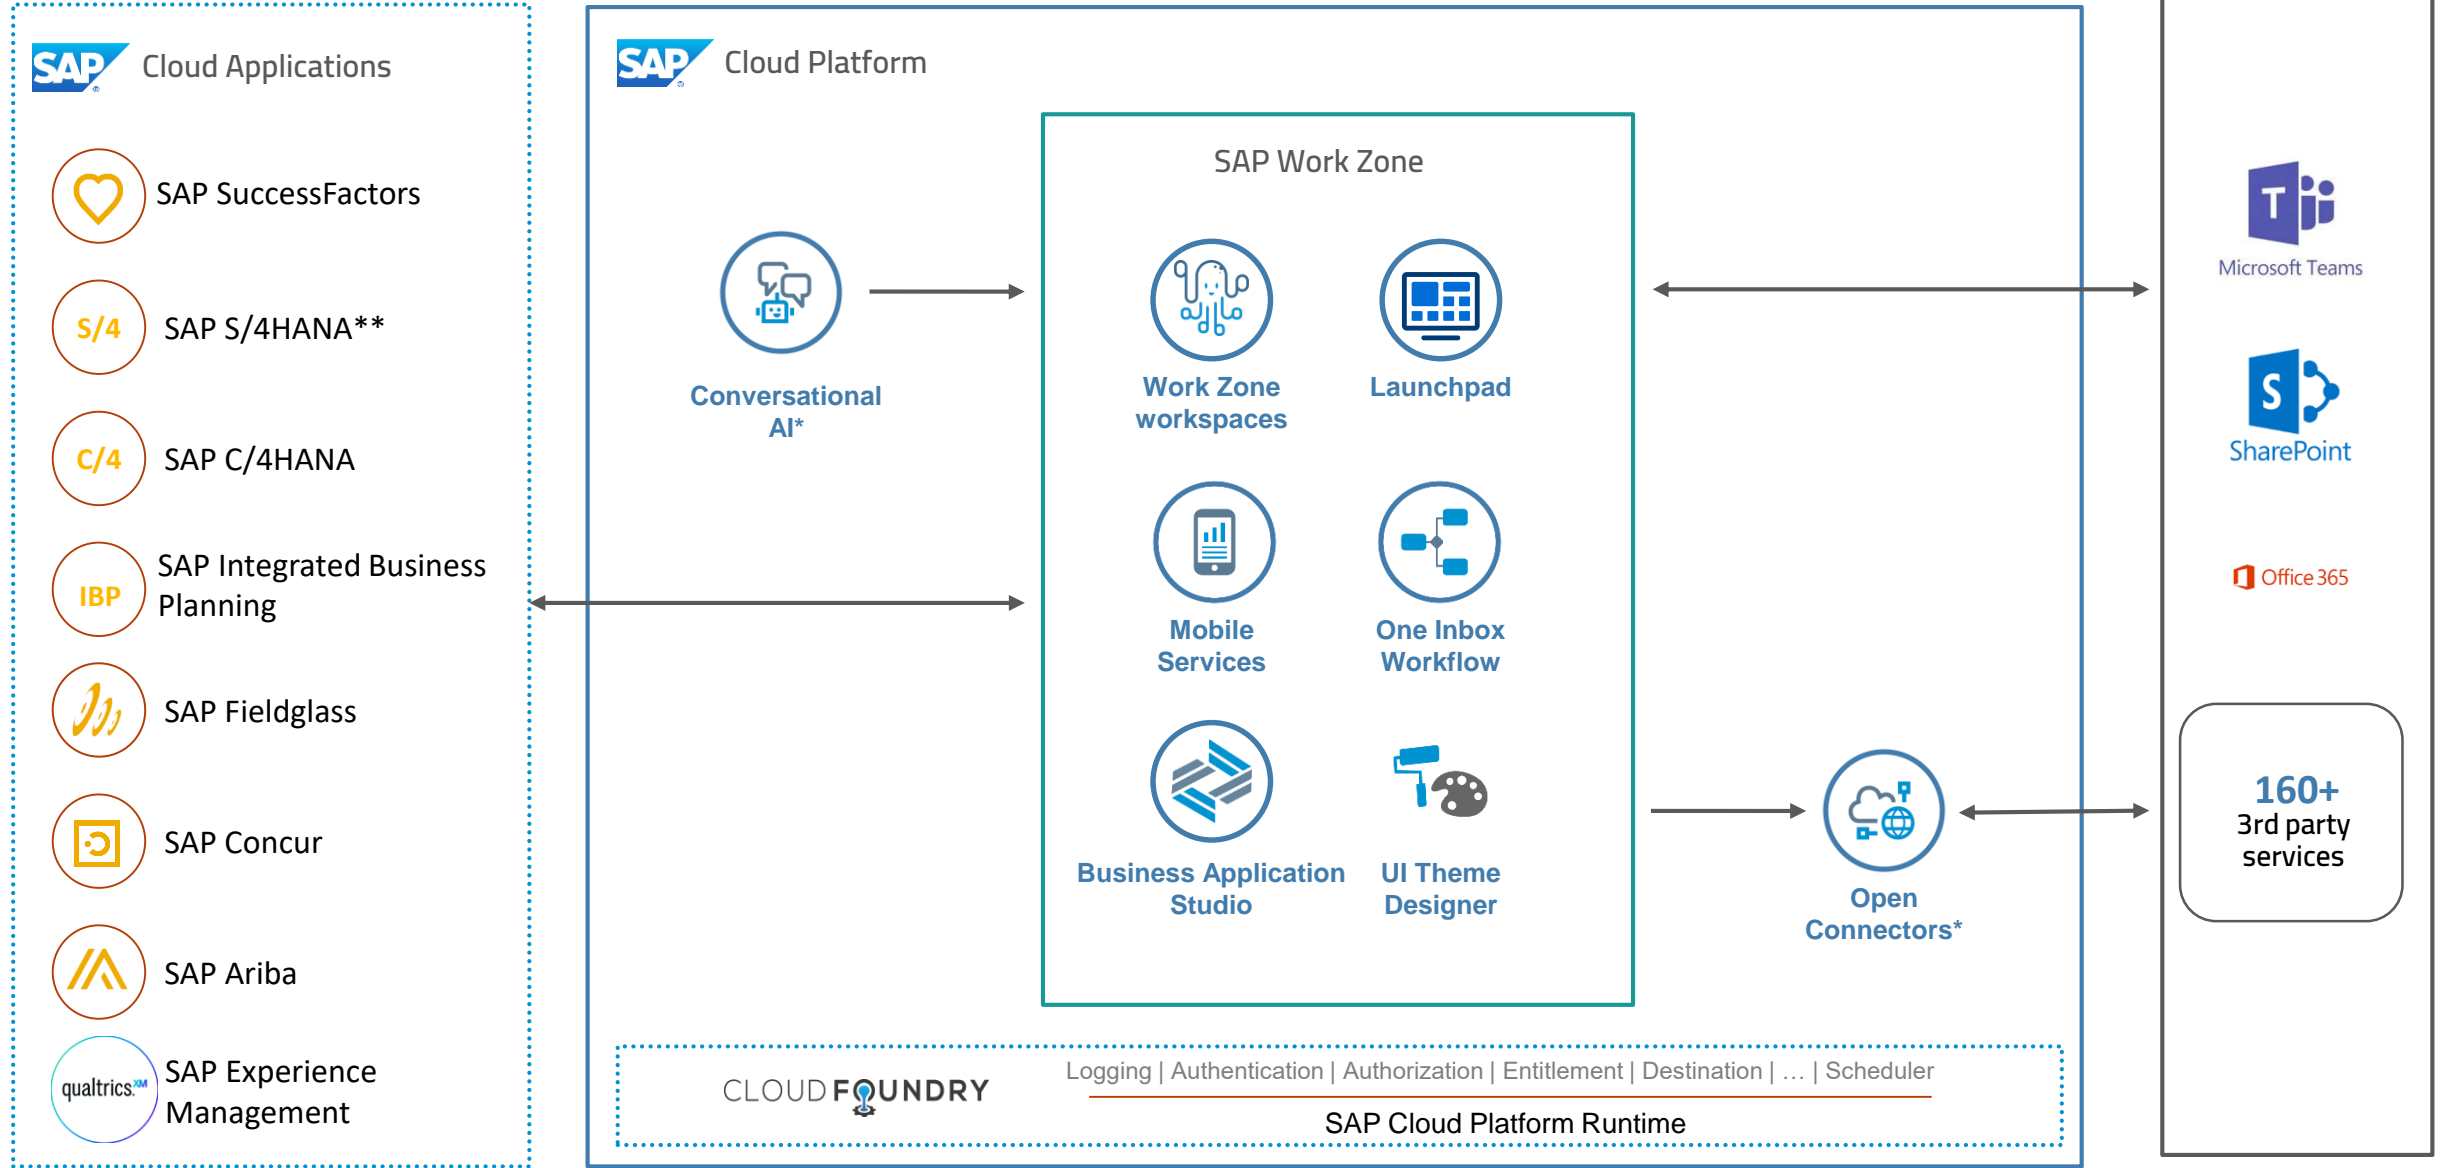 SAP ®
Cloud Applications
SAP SuccessFactors
S/4
SAP S/4HANA**
C/4
SAP C/4HANA
IBP
SAP Integrated Business
Planning
SAP Fieldglass
SAP Concur
SAP Ariba
qualtrics.XM
SAP Experience
Management
SAP ®
Cloud Platform
Conversational
AI*
SAP Work Zone
Work Zone
workspaces
Launchpad
Mobile
Services
One Inbox
Workflow
Business Application
Studio
UI Theme
Designer
Open
Connectors*
CLOUD FOUNDRY
Logging | Authentication | Authorization | Entitlement | Destination | … | Scheduler
SAP Cloud Platform Runtime
T
Microsoft Teams
S
SharePoint
Office 365
160+
3rd party
services